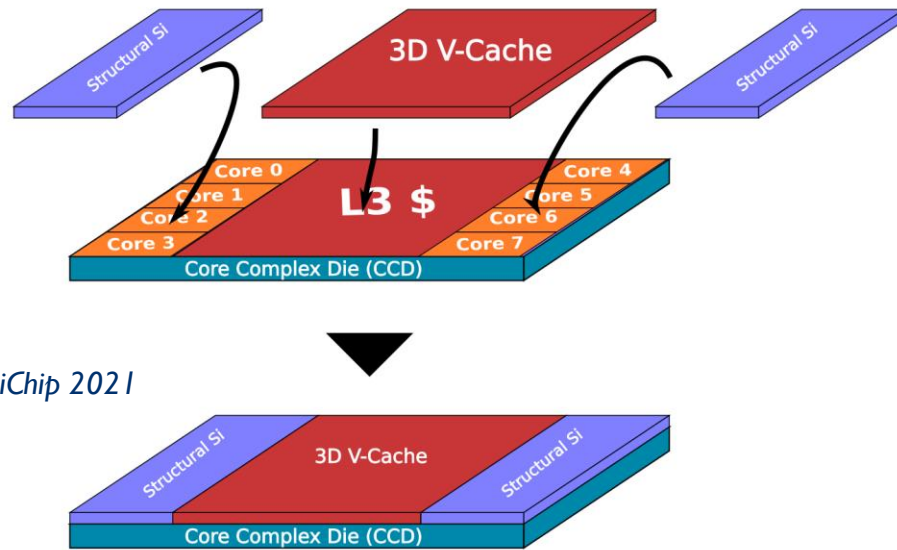 Structural Si
3D V-Cache
Structural Si
Core 0
Core 1
Core 2
Core 3
L3 $
Core 4
Core 5
Core 6
Core 7
Core Complex Die (CCD)
iChip 2021
Structural Si
3D V-Cache
Structural Si
Core Complex Die (CCD)